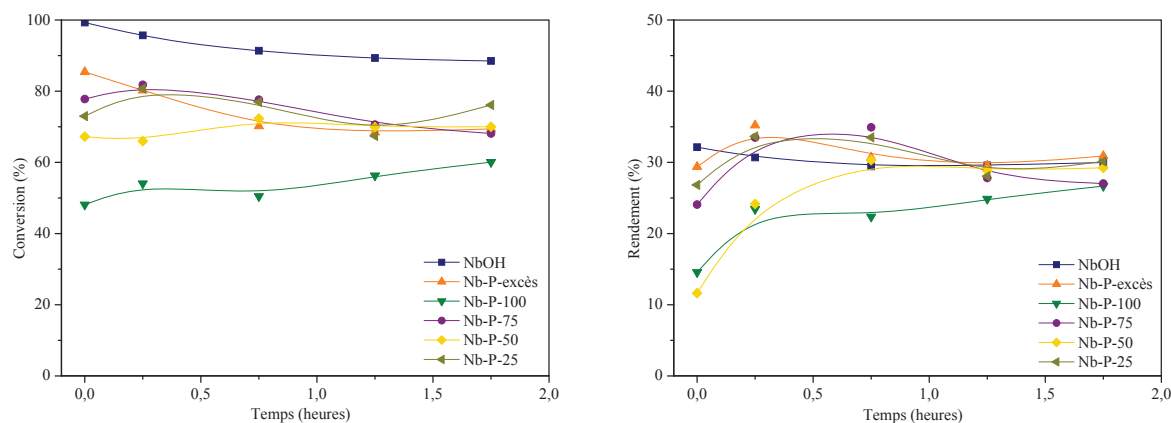 100
80
60
40
20
0
Conversion (%)
NbOH
Nb-P-excès
Nb-P-100
Nb-P-75
Nb-P-50
Nb-P-25
0,0 0,5 1,0 1,5 2,0
Temps (heures)
50
40
30
20
10
0
Rendement (%)
NbOH
Nb-P-excès
Nb-P-100
Nb-P-75
Nb-P-50
Nb-P-25
0,0 0,5 1,0 1,5 2,0
Temps (heures)